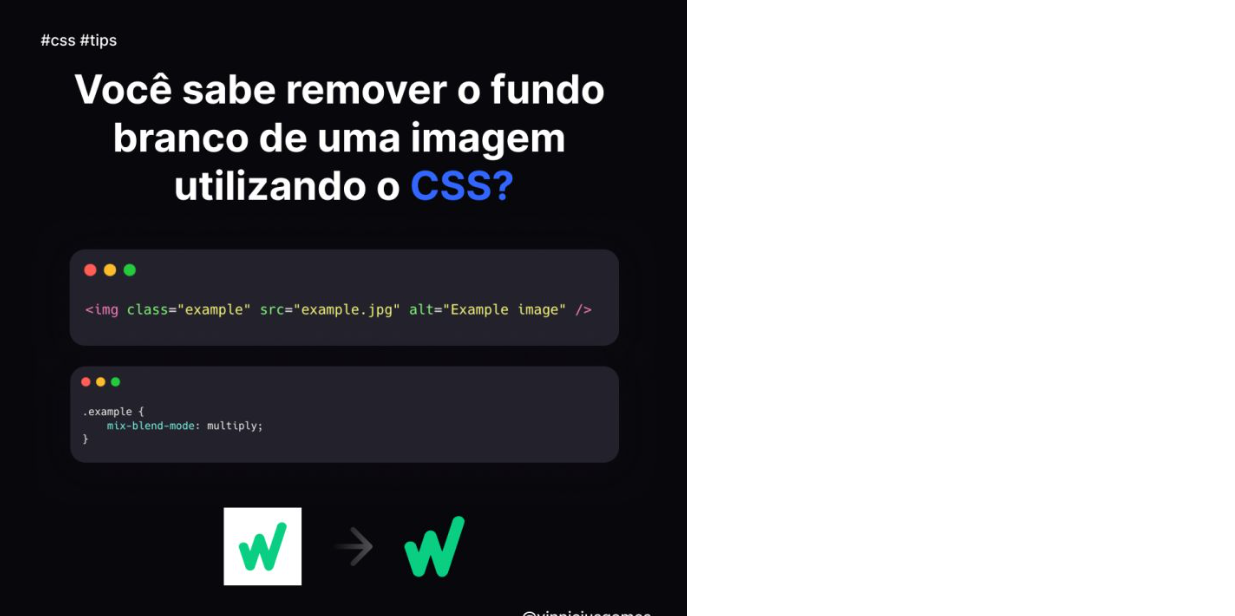 #css #tips
Você sabe remover o fundo
branco de uma imagem
utilizando o CSS?
<img class="example" src="example.jpg" alt="Example image" />
.example {
    mix-blend-mode: multiply;
}